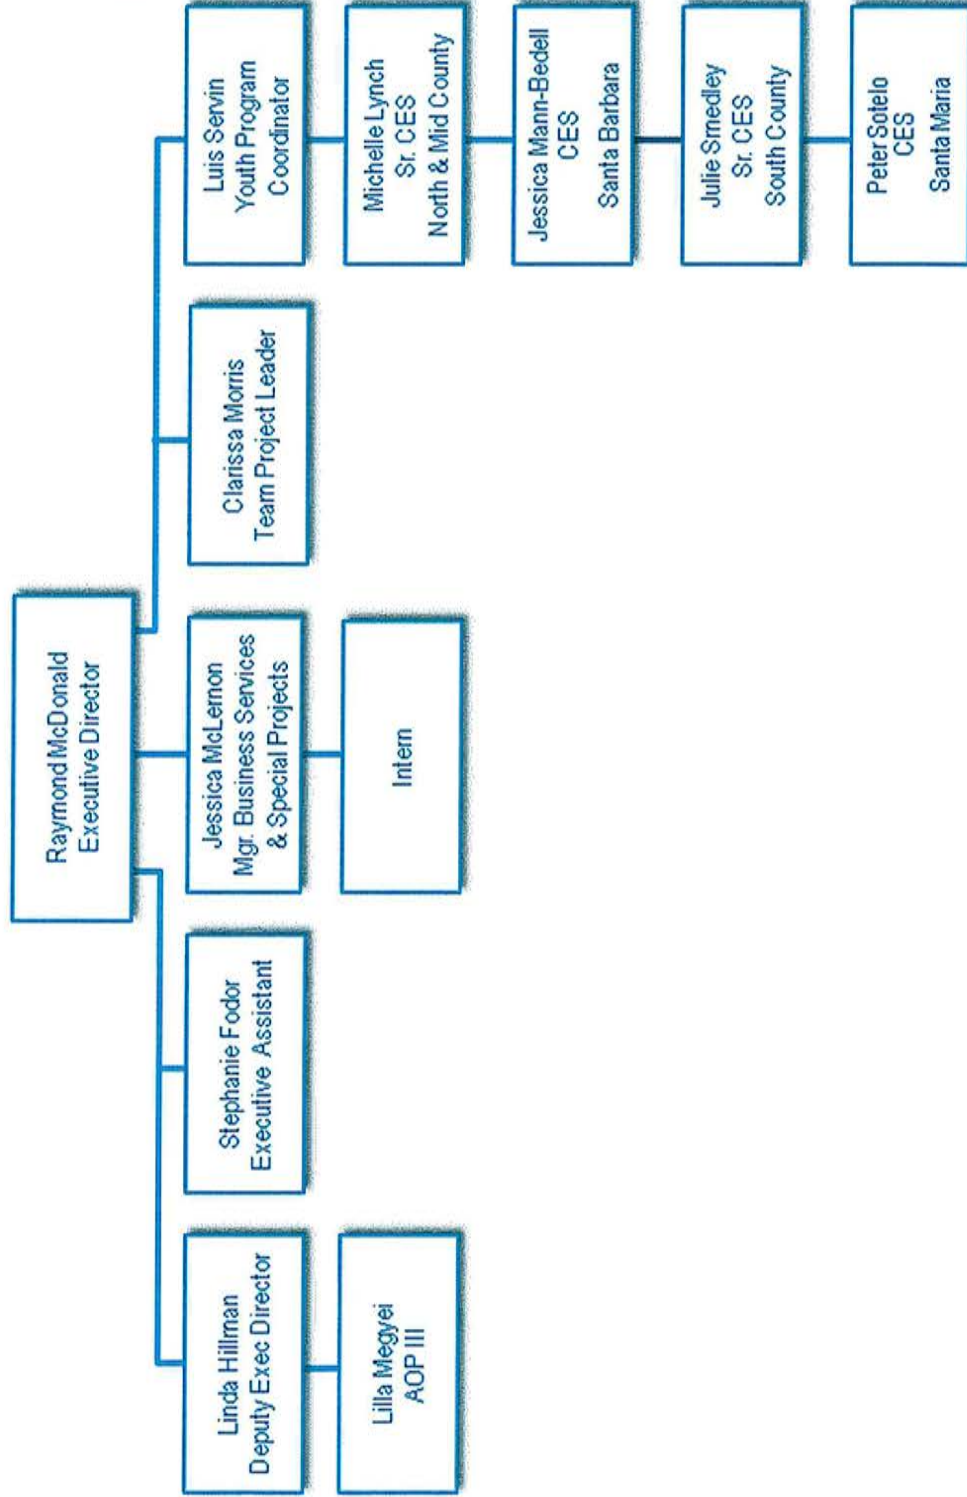 Raymond McDonald
Executive Director
Linda Hillman
Deputy Exec Director
Stephanie Fodor
Executive Assistant
Jessica McLernon
Mgr. Business Services
& Special Projects
Clarissa Morris
Team Project Leader
Luis Servin
Youth Program
Coordinator
Lilla Megyei
AOP III
Intern
Michelle Lynch
Sr. CES
North & Mid County
Jessica Mann-Bedell
CES
Santa Barbara
Julie Smedley
Sr. CES
South County
Peter Sotelo
CES
Santa Maria